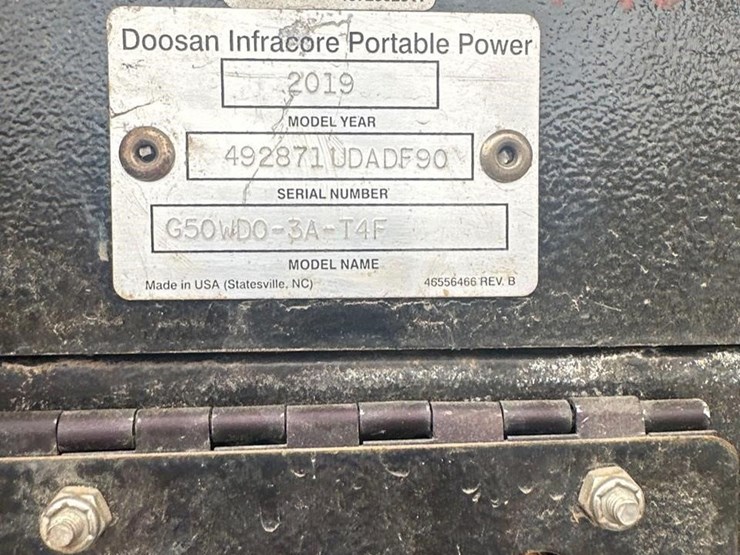 Doosan Infracore Portable Power
2019
MODEL YEAR
492871UDADF90
SERIAL NUMBER
G50WDO-3A-T4F
MODEL NAME
Made in USA (Statesville, NC) 46556466 REV. B